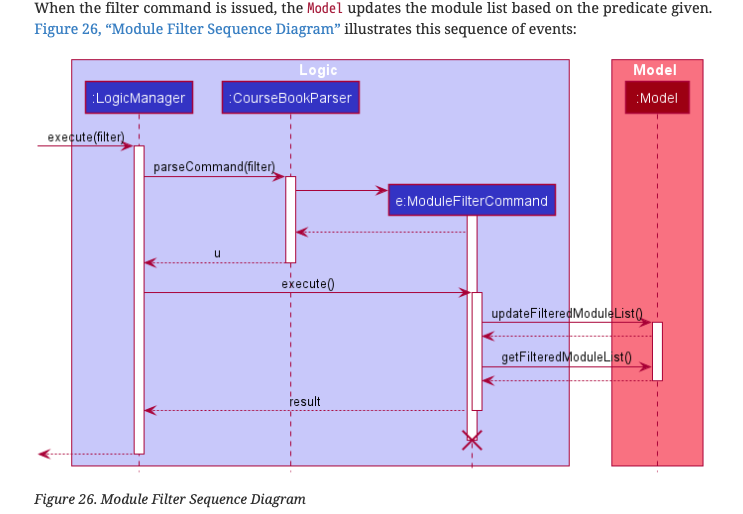 When the filter command is issued, the Model updates the module list based on the predicate given.
Figure 26, “Module Filter Sequence Diagram” illustrates this sequence of events:
Logic
Model
:LogicManager
:CourseBookParser
:Model
execute(filter)
parseCommand(filter)
e:ModuleFilterCommand
u
execute()
updateFilteredModuleList()
getFilteredModuleList()
result
Figure 26. Module Filter Sequence Diagram